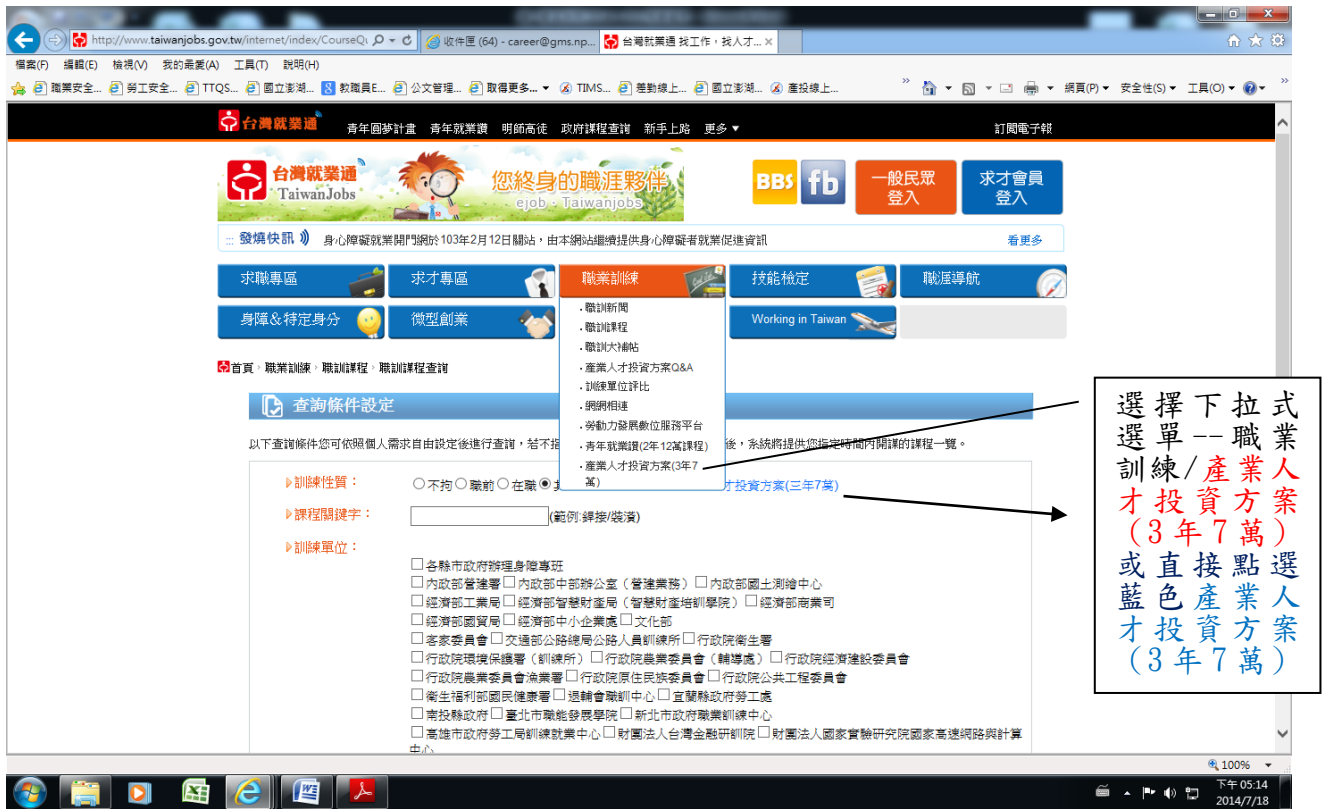 http://www.taiwanjobs.gov.tw/internet/index/CourseQu
收件匣 (64) - career@gms.np...
台灣就業通 找工作，找人才...
檔案(F) 編輯(E) 檢視(V) 我的最愛(A) 工具(T) 說明(H)
職業安全... 勞工安全... TTQS... 國立澎湖... 教職員E... 公文管理... 取得更多... TIMS... 差勤線上... 國立澎湖... 產投線上...
網頁(P) 安全性(S) 工具(O)
台灣就業通 青年圓夢計畫 青年就業讚 明師高徒 政府課程查詢 新手上路 更多 訂閱電子報
台灣就業通
TaiwanJobs
您終身的職涯夥伴
ejob、Taiwanjobs
BBS fb
一般民眾
登入
求才會員
登入
發燒快訊 身心障礙就業開門網於103年2月12日關站，由本網站繼續提供身心障礙者就業促進資訊 看更多
求職專區 求才專區 職業訓練 技能檢定 職涯導航
身障&特定身分 微型創業 Working in Taiwan
．職訓新聞
．職訓課程
．職訓大補帖
．產業人才投資方案Q&A
．訓練單位評比
．網網相連
．勞動力發展數位服務平台
．青年就業讚(2年12萬課程)
．產業人才投資方案(3年7
萬)
首頁 職業訓練 職訓課程 職訓課程查詢
查詢條件設定
以下查詢條件您可依照個人需求自由設定後進行查詢，若不指 後，系統將提供您指定時間內開課的課程一覽。
訓練性質： 不拘 職前 在職 才投資方案(三年7萬)
課程關鍵字： (範例:銲接/裝潢)
訓練單位：
各縣市政府辦理身障專班
內政部營建署 內政部中部辦公室（營建業務） 內政部國土測繪中心
經濟部工業局 經濟部智慧財產局（智慧財產培訓學院） 經濟部商業司
經濟部國貿局 經濟部中小企業處 文化部
客家委員會 交通部公路總局公路人員訓練所 行政院衛生署
行政院環境保護署（訓練所） 行政院農業委員會（輔導處） 行政院經濟建設委員會
行政院農業委員會漁業署 行政院原住民族委員會 行政院公共工程委員會
衛生福利部國民健康署 退輔會職訓中心 宜蘭縣政府勞工處
南投縣政府 臺北市職能發展學院 新北市政府職業訓練中心
高雄市政府勞工局訓練就業中心 財團法人台灣金融研訓院 財團法人國家實驗研究院國家高速網路與計算
中心
選擇下拉式
選單--職業
訓練/產業人
才投資方案
(3年7萬)
或直接點選
藍色產業人
才投資方案
(3年7萬)
100%
下午 05:14
2014/7/18